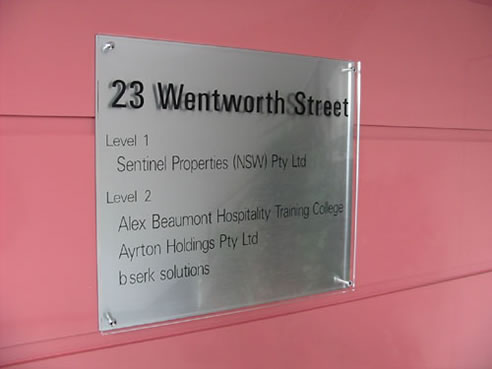 23 Wentworth Street
Level 1
Sentinel Properties (NSW) Pty Ltd
Level 2
Alex Beaumont Hospitality Training College
Ayrton Holdings Pty Ltd
bserk solutions